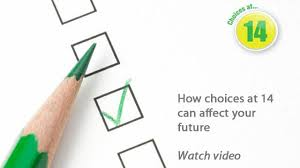 Choices at...
14
How choices at 14
can affect your
future
Watch video